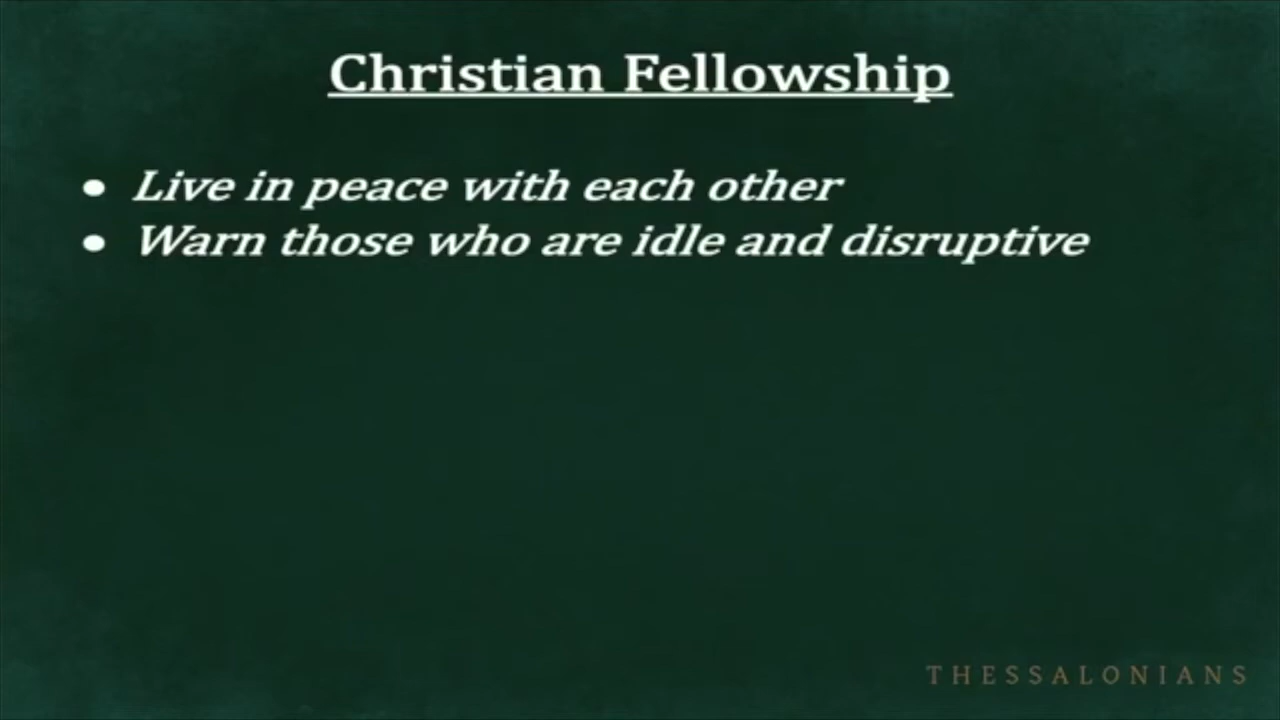 Christian Fellowship
• Live in peace with each other
• Warn those who are idle and disruptive
THESSALONIANS